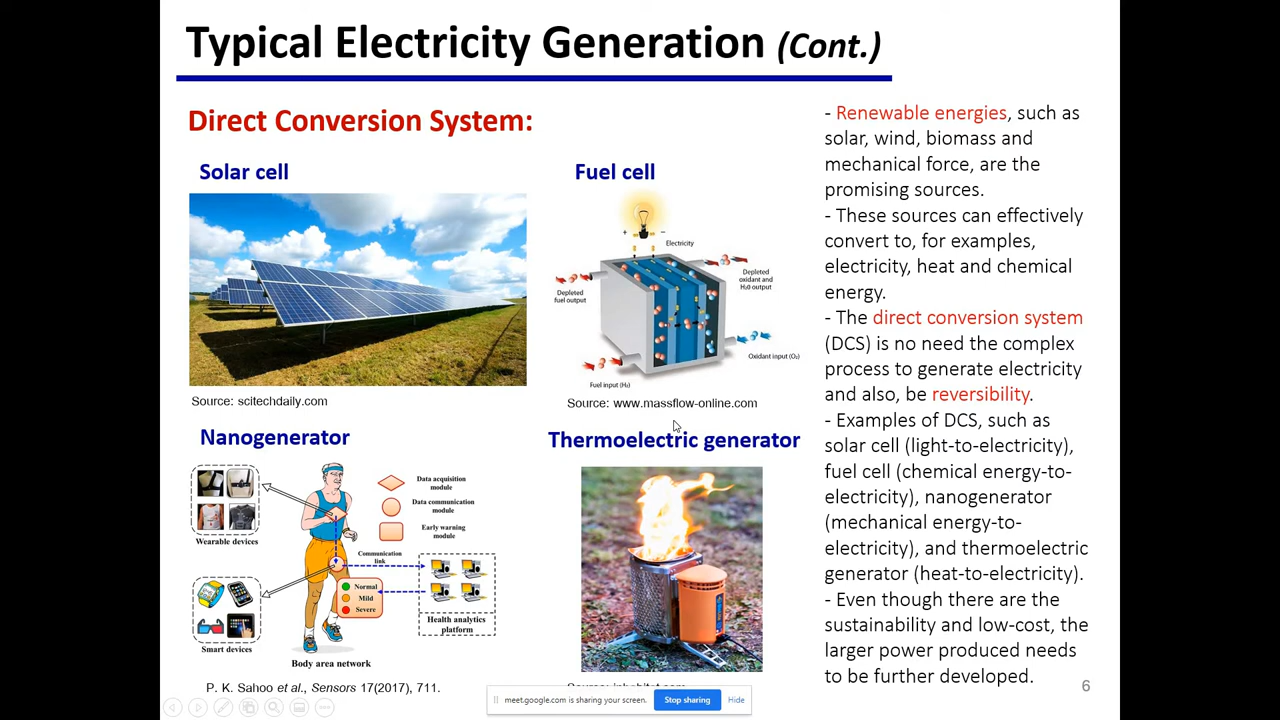 Typical Electricity Generation (Cont.)
Direct Conversion System:
Solar cell
Source: scitechdaily.com
Fuel cell
+
-
Electricity
Depleted
fuel output
Depleted
oxidant and
H₂0 output
Oxidant input (O₂)
Fuel input (H₂)
Source: www.massflow-online.com
Nanogenerator
Wearable devices
Smart devices
Data acquisition
module
Data communication
module
Early warning
module
Communication
link
Normal
Mild
Severe
Health analytics
platform
Body area network
P. K. Sahoo et al., Sensors 17(2017), 711.
Thermoelectric generator
- Renewable energies, such as
solar, wind, biomass and
mechanical force, are the
promising sources.
- These sources can effectively
convert to, for examples,
electricity, heat and chemical
energy.
- The direct conversion system
(DCS) is no need the complex
process to generate electricity
and also, be reversibility.
- Examples of DCS, such as
solar cell (light-to-electricity),
fuel cell (chemical energy-to-
electricity), nanogenerator
(mechanical energy-to-
electricity), and thermoelectric
generator (heat-to-electricity).
- Even though there are the
sustainability and low-cost, the
larger power produced needs
to be further developed.
6
meet.google.com is sharing your screen.
Stop sharing
Hide